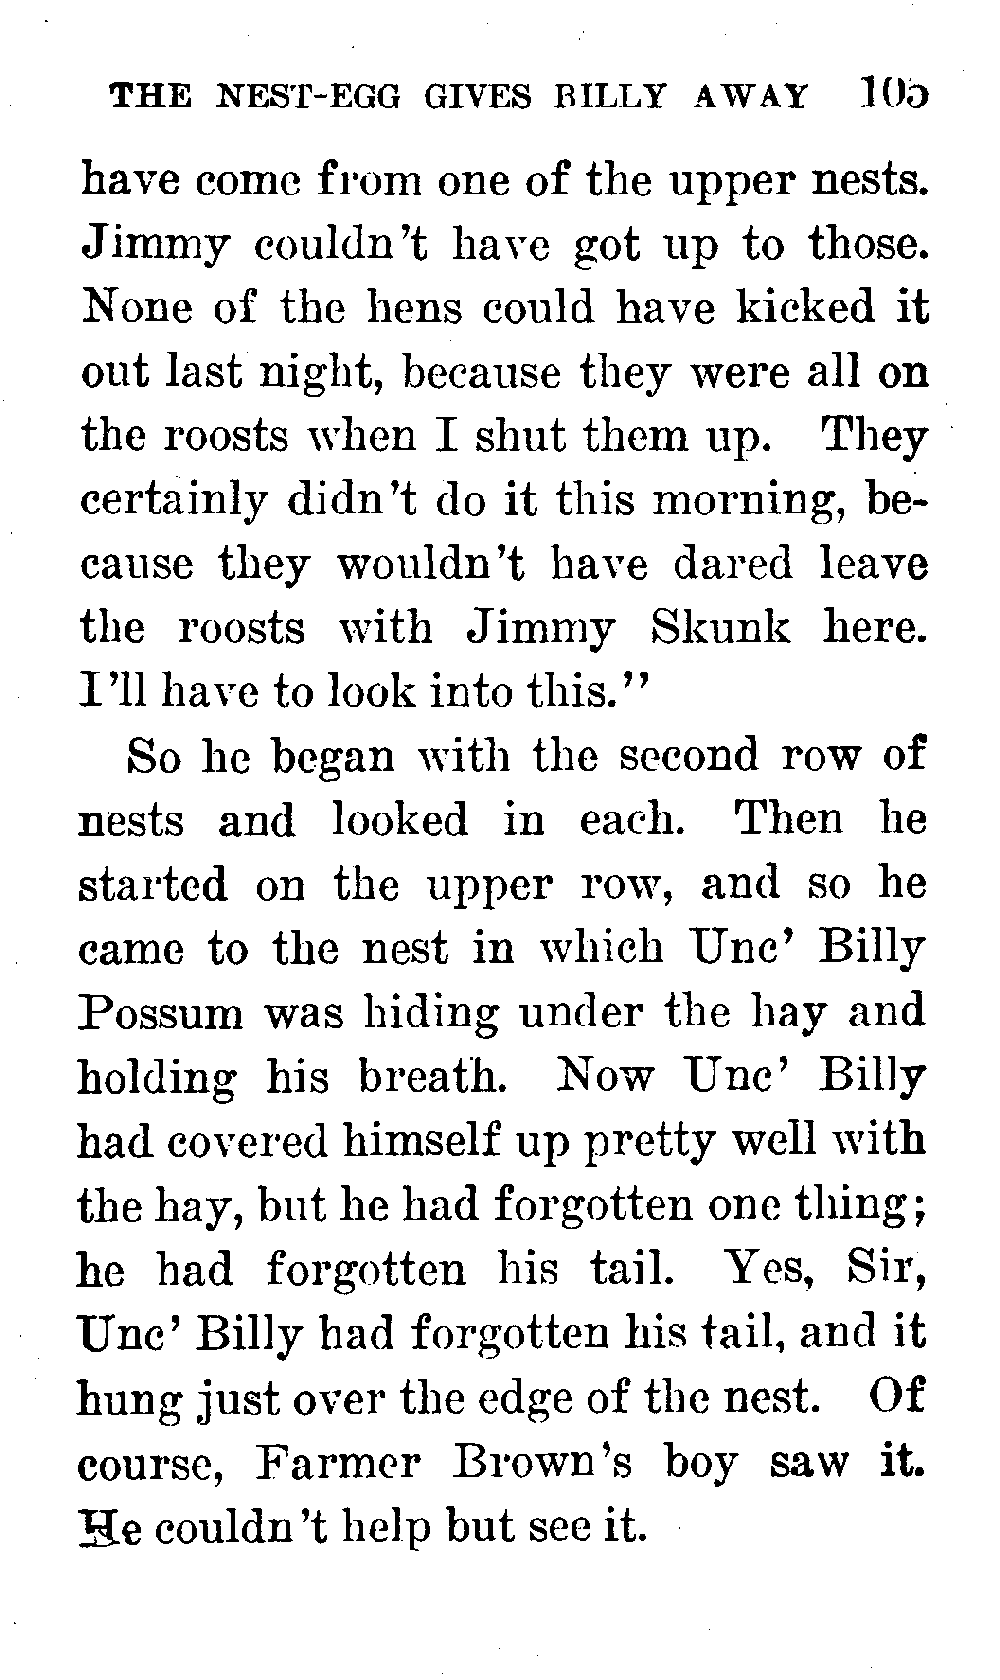 THE NEST-EGG GIVES BILLY AWAY 105
have come from one of the upper nests.
Jimmy couldn't have got up to those.
None of the hens could have kicked it
out last night, because they were all on
the roosts when I shut them up. They
certainly didn't do it this morning, be-
cause they wouldn't have dared leave
the roosts with Jimmy Skunk here.
I'll have to look into this."
So he began with the second row of
nests and looked in each. Then he
started on the upper row, and so he
came to the nest in which Unc' Billy
Possum was hiding under the hay and
holding his breath. Now Unc' Billy
had covered himself up pretty well with
the hay, but he had forgotten one thing;
he had forgotten his tail. Yes, Sir,
Unc' Billy had forgotten his tail, and it
hung just over the edge of the nest. Of
course, Farmer Brown's boy saw it.
He couldn't help but see it.